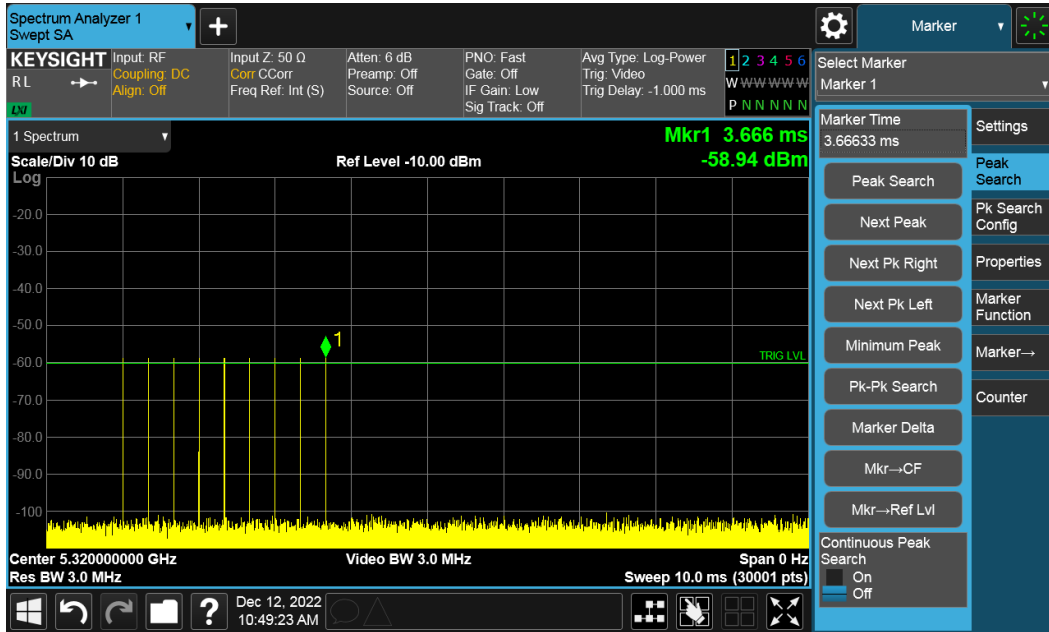 Spectrum Analyzer 1
Swept SA
+
Marker
KEYSIGHT
RL
LXI
Input: RF
Coupling: DC
Align: Off
Input Z: 50 Ω
Corr CCorr
Freq Ref: Int (S)
Atten: 6 dB
Preamp: Off
Source: Off
PNO: Fast
Gate: Off
IF Gain: Low
Sig Track: Off
Avg Type: Log-Power
Trig: Video
Trig Delay: -1.000 ms
1 2 3 4 5 6
W W W W W W
P N N N N N
Select Marker
Marker 1
1 Spectrum
Mkr1 3.666 ms
Scale/Div 10 dB
Ref Level -10.00 dBm
-58.94 dBm
Log
-20.0
-30.0
-40.0
-50.0
-60.0
-70.0
-80.0
-90.0
-100
1
TRIG LVL
Center 5.320000000 GHz
Video BW 3.0 MHz
Span 0 Hz
Res BW 3.0 MHz
Sweep 10.0 ms (30001 pts)
Marker Time
3.66633 ms
Peak Search
Next Peak
Next Pk Right
Next Pk Left
Minimum Peak
Pk-Pk Search
Marker Delta
Mkr→CF
Mkr→Ref Lvl
Continuous Peak
Search
On
Off
Settings
Peak
Search
Pk Search
Config
Properties
Marker
Function
Marker→
Counter
?
Dec 12, 2022
10:49:23 AM